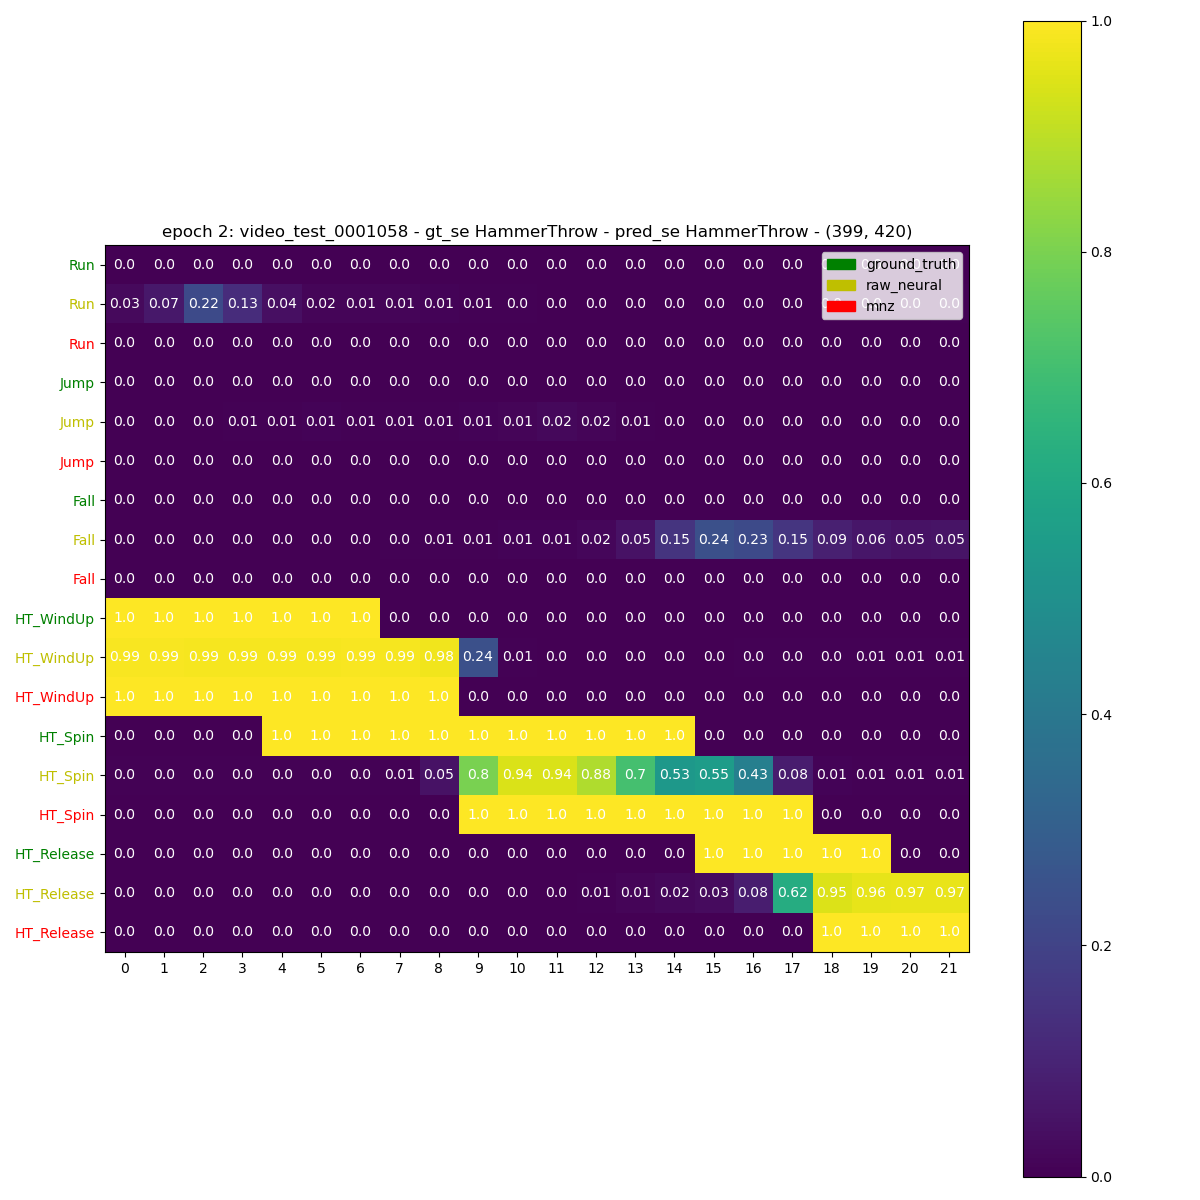 epoch 2: video_test_0001058 - gt_se HammerThrow - pred_se HammerThrow - (399, 420)
Run 0.0 0.0 0.0 0.0 0.0 0.0 0.0 0.0 0.0 0.0 0.0 0.0 0.0 0.0 0.0 0.0 0.0 0.0
Run 0.03 0.07 0.22 0.13 0.04 0.02 0.01 0.01 0.01 0.01 0.0 0.0 0.0 0.0 0.0 0.0 0.0 0.0
Run 0.0 0.0 0.0 0.0 0.0 0.0 0.0 0.0 0.0 0.0 0.0 0.0 0.0 0.0 0.0 0.0 0.0 0.0 0.0 0.0 0.0 0.0
Jump 0.0 0.0 0.0 0.0 0.0 0.0 0.0 0.0 0.0 0.0 0.0 0.0 0.0 0.0 0.0 0.0 0.0 0.0 0.0 0.0 0.0 0.0
Jump 0.0 0.0 0.0 0.01 0.01 0.01 0.01 0.01 0.01 0.01 0.01 0.02 0.02 0.01 0.0 0.0 0.0 0.0 0.0 0.0 0.0 0.0
Jump 0.0 0.0 0.0 0.0 0.0 0.0 0.0 0.0 0.0 0.0 0.0 0.0 0.0 0.0 0.0 0.0 0.0 0.0 0.0 0.0 0.0 0.0
Fall 0.0 0.0 0.0 0.0 0.0 0.0 0.0 0.0 0.0 0.0 0.0 0.0 0.0 0.0 0.0 0.0 0.0 0.0 0.0 0.0 0.0 0.0
Fall 0.0 0.0 0.0 0.0 0.0 0.0 0.0 0.0 0.01 0.01 0.01 0.01 0.02 0.05 0.15 0.24 0.23 0.15 0.09 0.06 0.05 0.05
Fall 0.0 0.0 0.0 0.0 0.0 0.0 0.0 0.0 0.0 0.0 0.0 0.0 0.0 0.0 0.0 0.0 0.0 0.0 0.0 0.0 0.0 0.0
HT_WindUp 1.0 1.0 1.0 1.0 1.0 1.0 1.0 0.0 0.0 0.0 0.0 0.0 0.0 0.0 0.0 0.0 0.0 0.0 0.0 0.0 0.0 0.0
HT_WindUp 0.99 0.99 0.99 0.99 0.99 0.99 0.99 0.99 0.98 0.24 0.01 0.0 0.0 0.0 0.0 0.0 0.0 0.0 0.0 0.01 0.01 0.01
HT_WindUp 1.0 1.0 1.0 1.0 1.0 1.0 1.0 1.0 1.0 0.0 0.0 0.0 0.0 0.0 0.0 0.0 0.0 0.0 0.0 0.0 0.0 0.0
HT_Spin 0.0 0.0 0.0 0.0 1.0 1.0 1.0 1.0 1.0 1.0 1.0 1.0 1.0 1.0 1.0 0.0 0.0 0.0 0.0 0.0 0.0 0.0
HT_Spin 0.0 0.0 0.0 0.0 0.0 0.0 0.0 0.01 0.05 0.8 0.94 0.94 0.88 0.7 0.53 0.55 0.43 0.08 0.01 0.01 0.01 0.01
HT_Spin 0.0 0.0 0.0 0.0 0.0 0.0 0.0 0.0 0.0 1.0 1.0 1.0 1.0 1.0 1.0 1.0 1.0 1.0 0.0 0.0 0.0 0.0
HT_Release 0.0 0.0 0.0 0.0 0.0 0.0 0.0 0.0 0.0 0.0 0.0 0.0 0.0 0.0 0.0 1.0 1.0 1.0 1.0 1.0 0.0 0.0
HT_Release 0.0 0.0 0.0 0.0 0.0 0.0 0.0 0.0 0.0 0.0 0.0 0.0 0.01 0.01 0.02 0.03 0.08 0.62 0.95 0.96 0.97 0.97
HT_Release 0.0 0.0 0.0 0.0 0.0 0.0 0.0 0.0 0.0 0.0 0.0 0.0 0.0 0.0 0.0 0.0 0.0 0.0 1.0 1.0 1.0 1.0
0 1 2 3 4 5 6 7 8 9 10 11 12 13 14 15 16 17 18 19 20 21
ground_truth
raw_neural
mnz
1.0
0.8
0.6
0.4
0.2
0.0